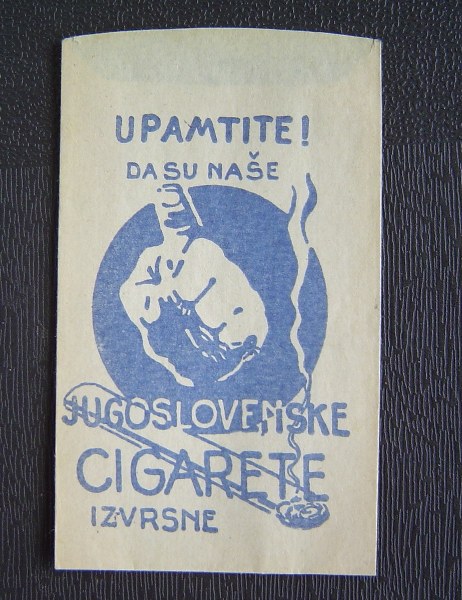 UPAMTITE!
DA SU NAŠE
JUGOSLOVENSKE
CIGARETE
IZVRSNE